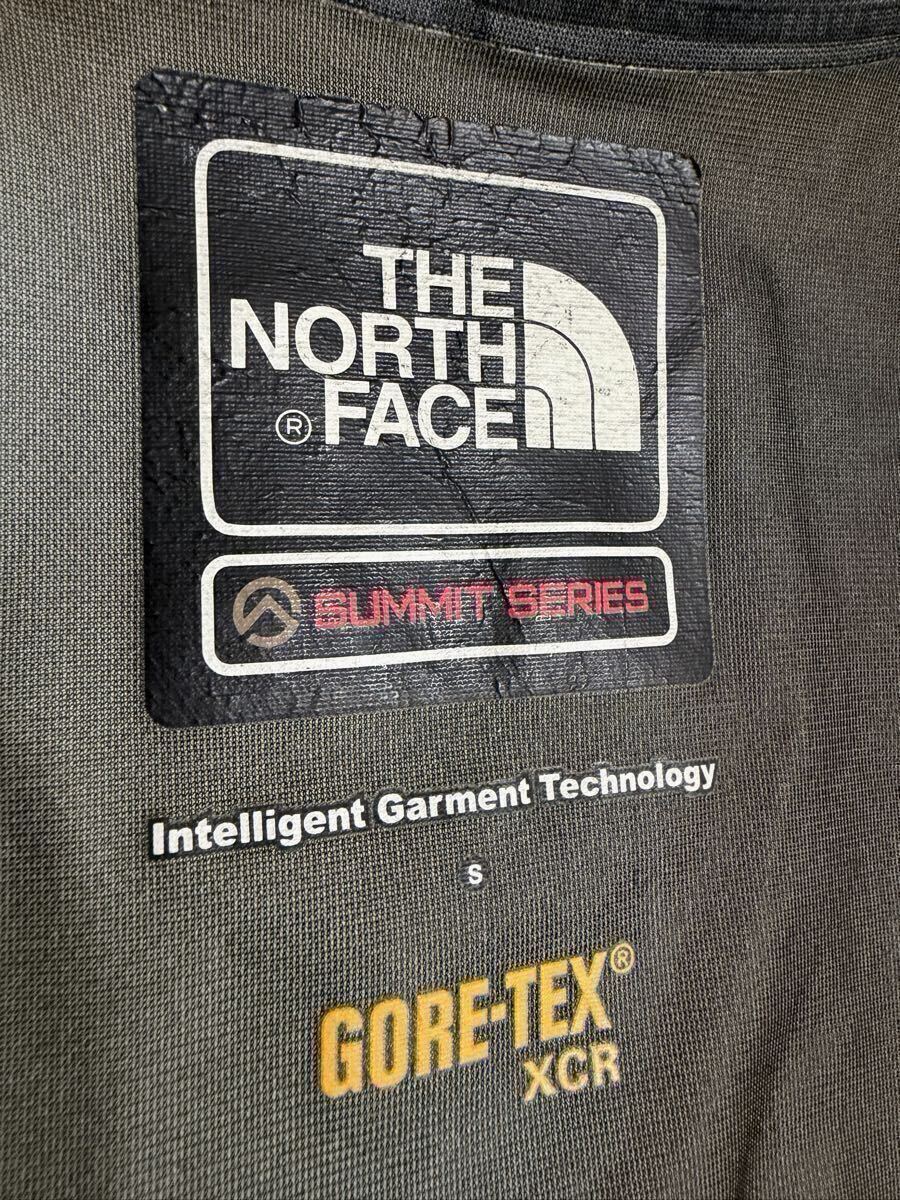 THE
NORTH
® FACE
SUMMIT SERIES
Intelligent Garment Technology
S
GORE-TEX®
XCR